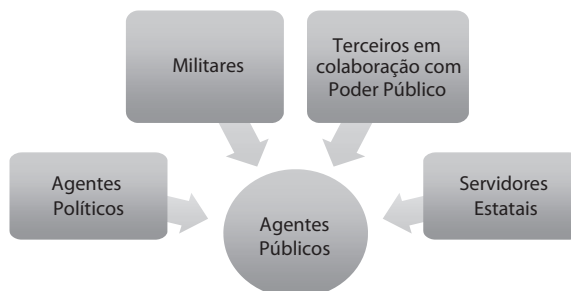 Militares
Terceiros em
colaboração com
Poder Público
Agentes
Políticos
Servidores
Estatais
Agentes
Públicos